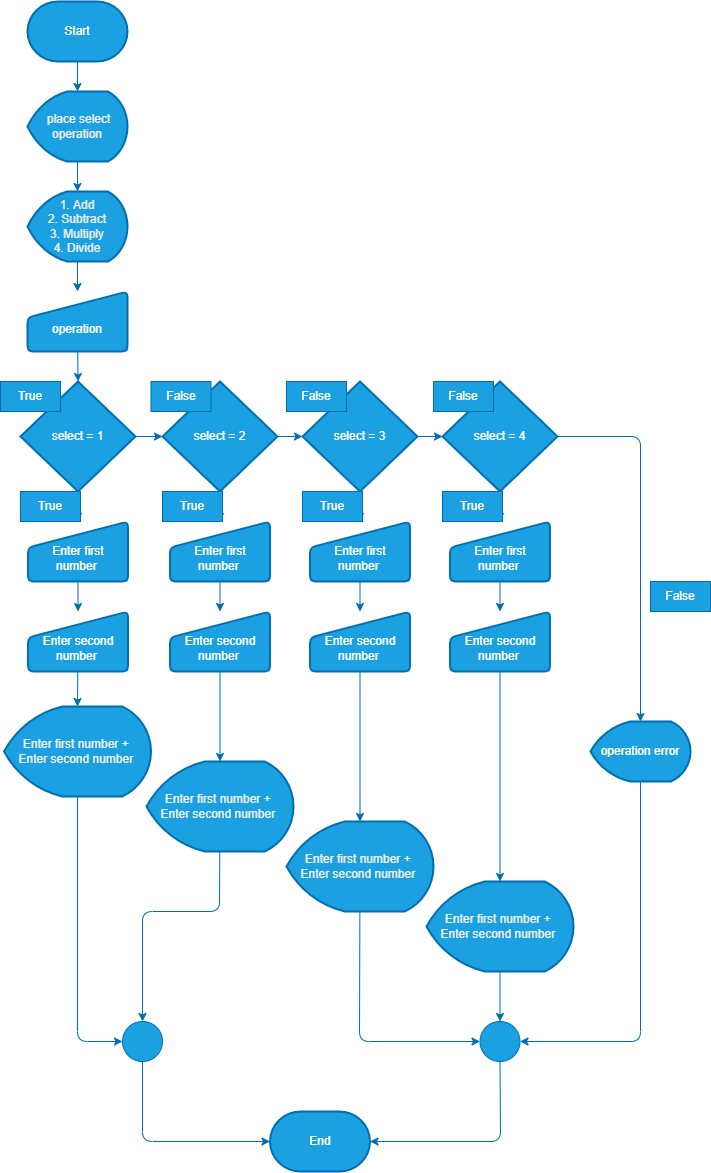 Start
place select
operation
1. Add
2. Subtract
3. Multiply
4. Divide
operation
True
False
False
False
select = 1
select = 2
select = 3
select = 4
True
True
True
True
Enter first
number
Enter first
number
Enter first
number
Enter first
number
False
Enter second
number
Enter second
number
Enter second
number
Enter second
number
Enter first number +
Enter second number
operation error
Enter first number +
Enter second number
Enter first number +
Enter second number
Enter first number +
Enter second number
End